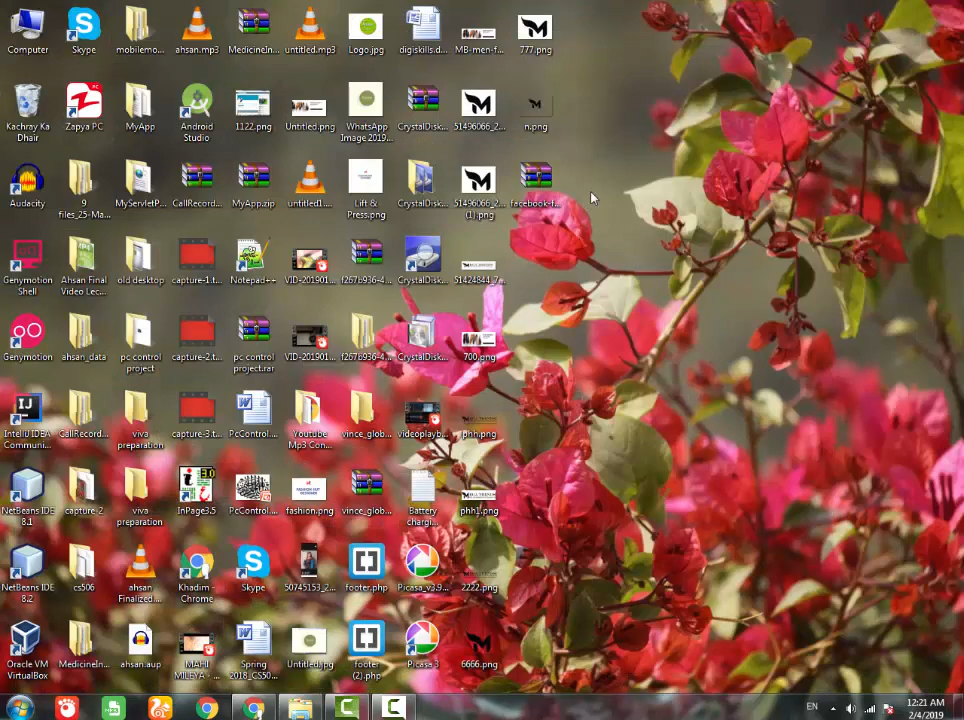 Computer
Skype
mobilemo...
ahsan.mp3
MedicineIn...
untitled.mp3
Logo.jpg
digiskills.d...
MB-men-f...
777.png
Kachray Ka
Dhair
Zapya PC
MyApp
Android
Studio
1122.png
Untitled.png
WhatsApp
Image 2019...
CrystalDisk...
51496066_2...
n.png
Audacity
9
files_25-Ma...
MyServletP...
CallRecord...
MyApp.zip
untitled1....
Lift &
Press.png
CrystalDisk...
51496066_2...
(1).png
facebook-f...
Genymotion
Shell
Ahsan Final
Video Lec...
old desktop
capture-1.t...
Notepad++
VID-201901...
f267b936-4...
CrystalDisk...
51424844_7...
Genymotion
ahsan_data
pc control
project
capture-2.t...
pc control
project.rar
VID-201901...
f267b936-4...
CrystalDisk...
700.png
IntelliJ IDEA
Communi...
CallRecord...
viva
preparation
capture-3.t...
PcControl....
Youtube
Mp3 Con...
vince_glob...
videoplayb...
phh.png
NetBeans IDE
8.1
capture-2
viva
preparation
InPage3.5
PcControl....
fashion.png
vince_glob...
Battery
chargi...
phh1.png
NetBeans IDE
8.2
cs506
ahsan
Finalized....
Khadim -
Chrome
Skype
50745153_2...
footer.php
Picasa_v3.9...
2222.png
Oracle VM
VirtualBox
MedicineIn...
ahsan.aup
MAHI
MILEYA - ...
Spring
2018_CS50...
Untitled.jpg
footer
(2).php
Picasa 3
6666.png
EN
12:21 AM
2/4/2019